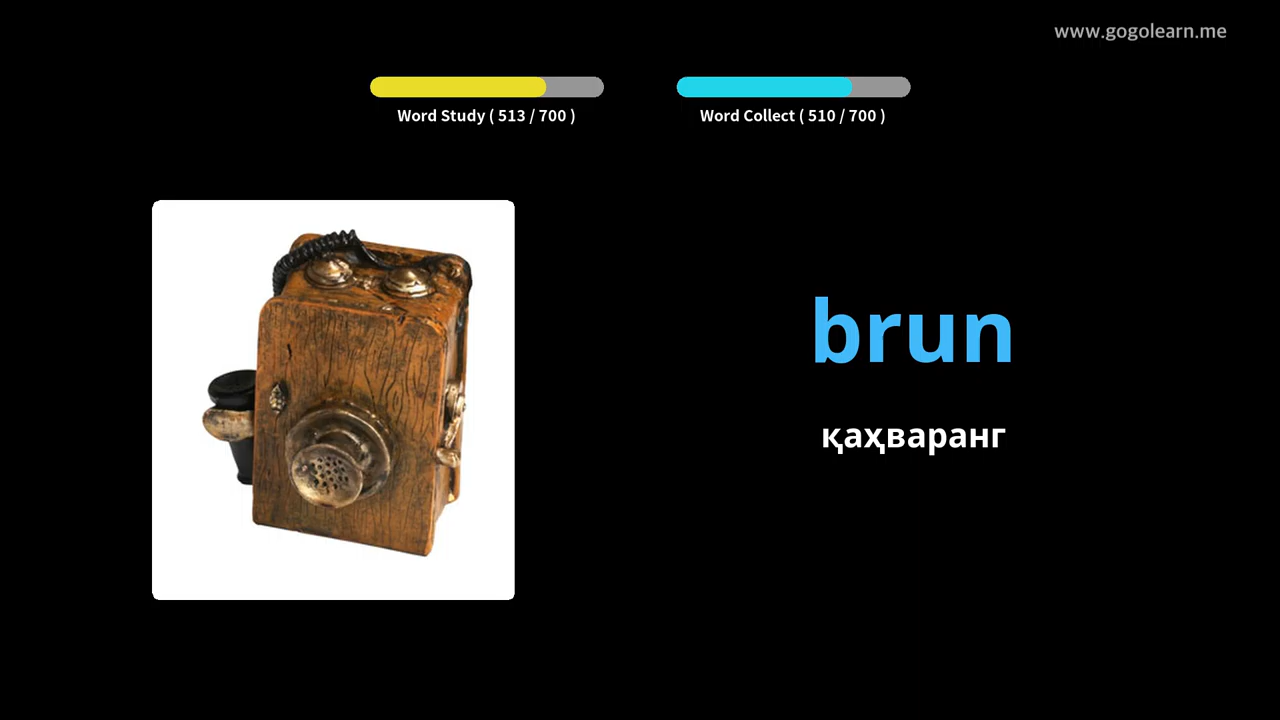 www.gogolearn.me
Word Study ( 513 / 700 )
Word Collect ( 510 / 700 )
brun
қаҳваранг